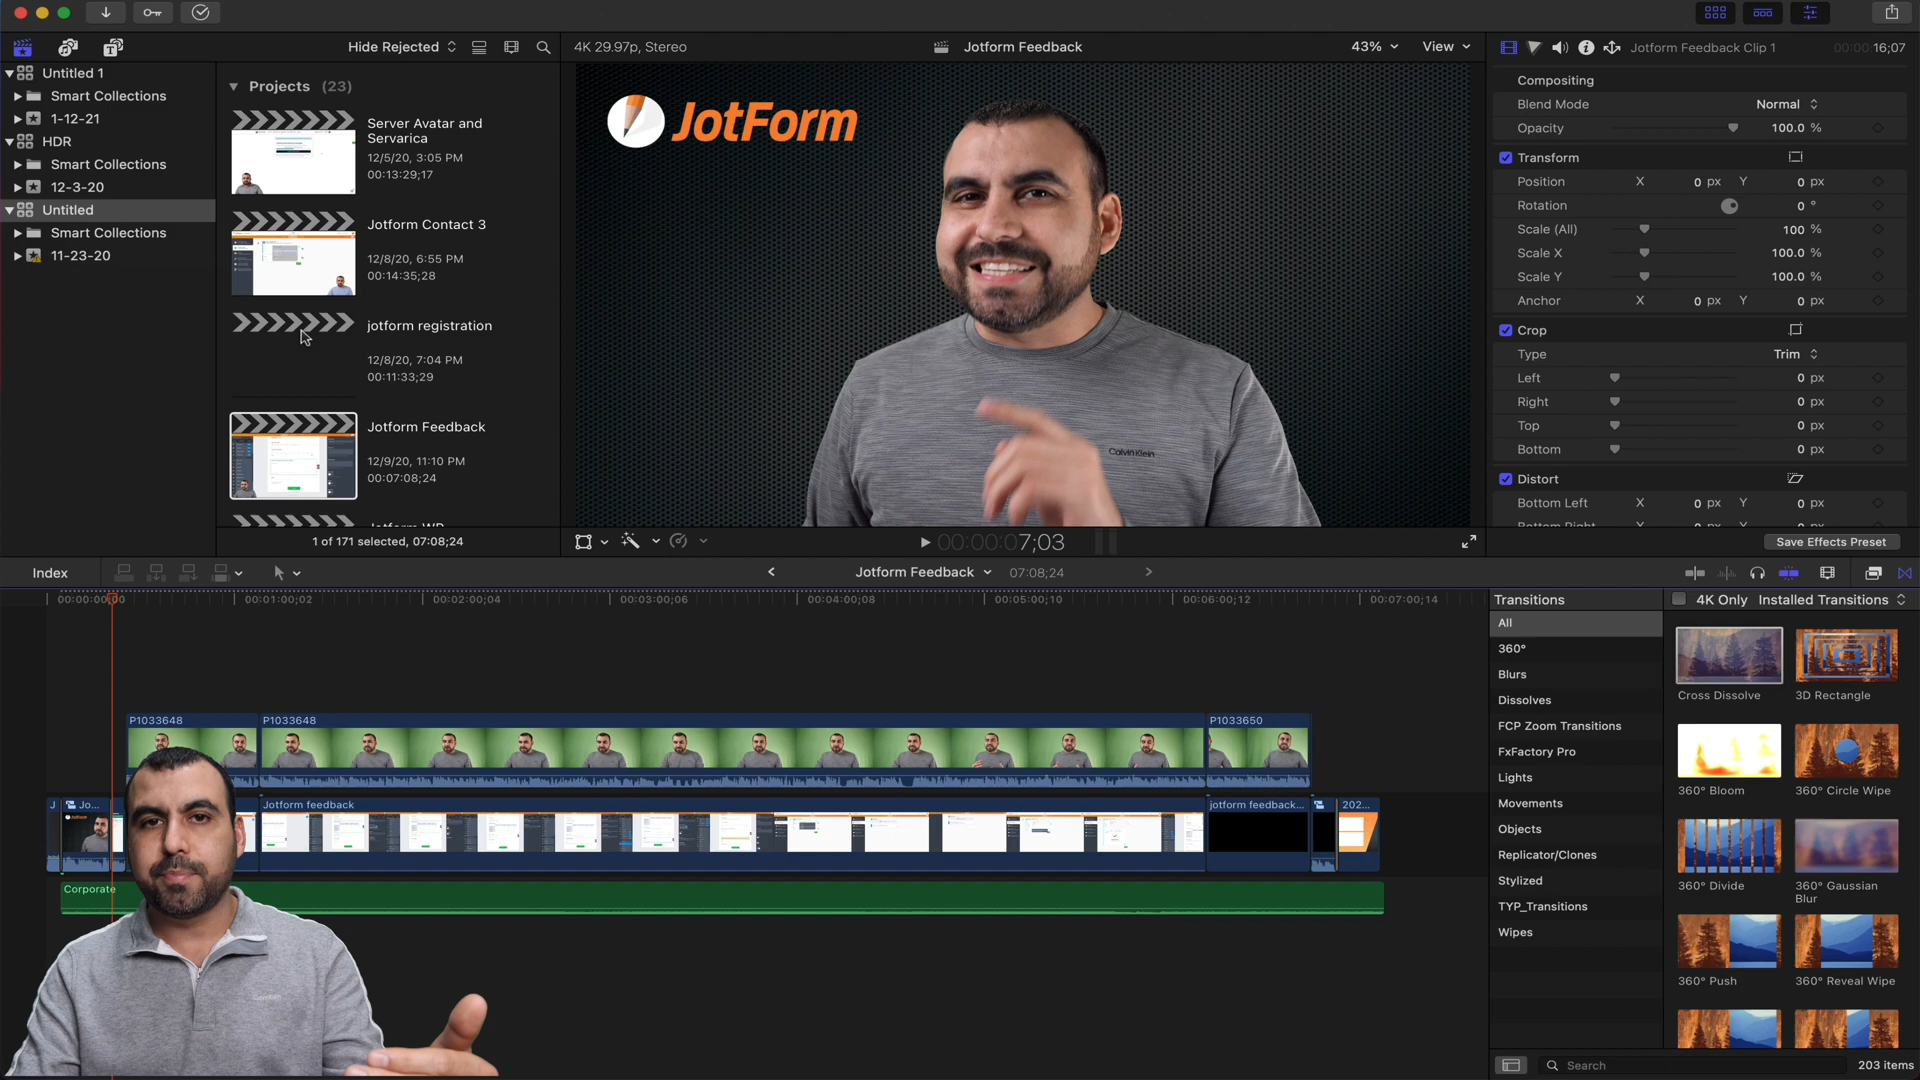 Hide Rejected
4K 29.97p, Stereo
Jotform Feedback
43%
View
Jotform Feedback Clip 1
00:00:16;07
Untitled 1
Smart Collections
1-12-21
HDR
Smart Collections
12-3-20
Untitled
Smart Collections
11-23-20
Projects (23)
Server Avatar and
Servarica
12/5/20, 3:05 PM
00:13:29;17
Jotform Contact 3
12/8/20, 6:55 PM
00:14:35;28
jotform registration
12/8/20, 7:04 PM
00:11:33;29
Jotform Feedback
12/9/20, 11:10 PM
00:07:08;24
1 of 171 selected, 07:08;24
JotForm
Calvin Klein
00:00:07;03
Compositing
Blend Mode Normal
Opacity 100.0 %
Transform
Position X 0 px Y 0 px
Rotation 0 °
Scale (All) 100 %
Scale X 100.0 %
Scale Y 100.0 %
Anchor X 0 px Y 0 px
Crop
Type Trim
Left 0 px
Right 0 px
Top 0 px
Bottom 0 px
Distort
Bottom Left X 0 px Y 0 px
Bottom Right X 0 px Y 0 px
Save Effects Preset
Index
Jotform Feedback
07:08;24
00:00:00;00
00:01:00;02
00:02:00;04
00:03:00;06
00:04:00;08
00:05:00;10
00:06:00;12
00:07:00;14
P1033648
P1033648
P1033650
J
Jo...
Jotform feedback
jotform feedback...
202...
Corporate
Transitions
All
360°
Blurs
Dissolves
FCP Zoom Transitions
FxFactory Pro
Lights
Movements
Objects
Replicator/Clones
Stylized
TYP_Transitions
Wipes
4K Only
Installed Transitions
Cross Dissolve
3D Rectangle
360° Bloom
360° Circle Wipe
360° Divide
360° Gaussian
Blur
360° Push
360° Reveal Wipe
Search
203 items